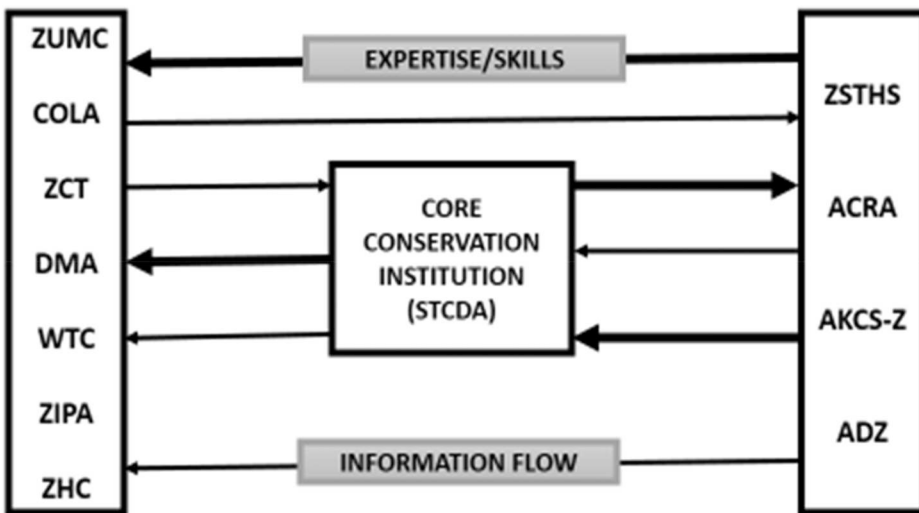 ZUMC
COLA
ZCT
DMA
WTC
ZIPA
ZHC
EXPERTISE/SKILLS
CORE
CONSERVATION
INSTITUTION
(STCDA)
INFORMATION FLOW
ZSTHS
ACRA
AKCS-Z
ADZ